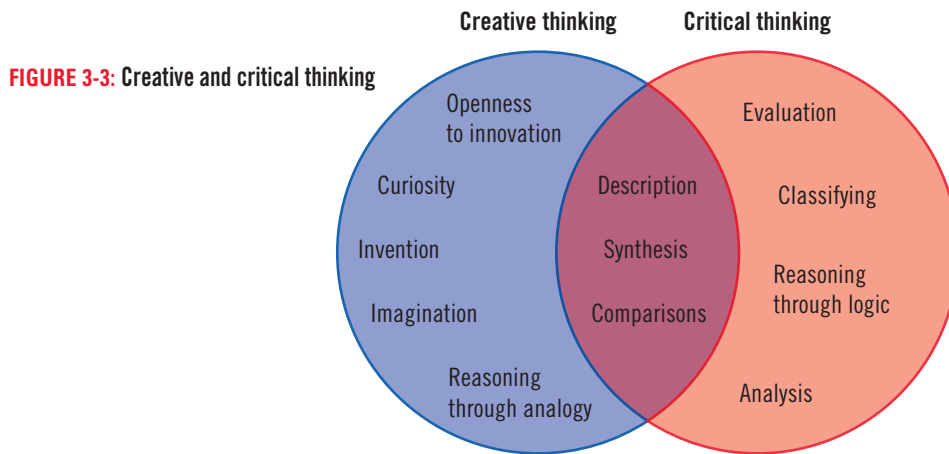 Creative thinking
Critical thinking
FIGURE 3-3: Creative and critical thinking
Openness
to innovation
Curiosity
Invention
Imagination
Reasoning
through analogy
Description
Synthesis
Comparisons
Evaluation
Classifying
Reasoning
through logic
Analysis